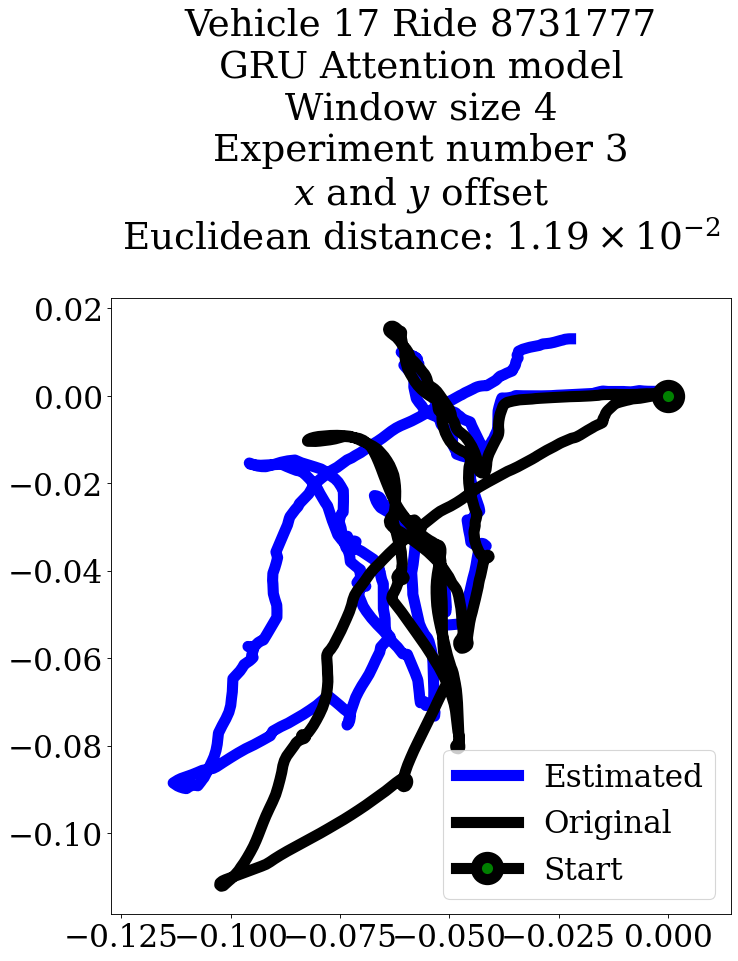 Vehicle 17 Ride 8731777
GRU Attention model
Window size 4
Experiment number 3
x and y offset
Euclidean distance: 1.19 × 10⁻²
0.02
0.00
−0.02
−0.04
−0.06
−0.08
−0.10
Estimated
Original
Start
−0.125 −0.100 −0.075 −0.050 −0.025 0.000